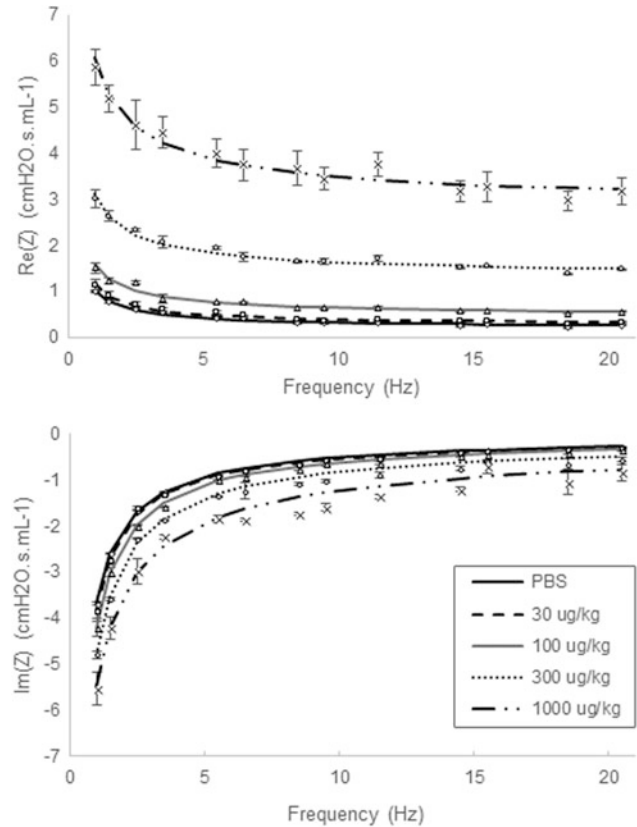 7
6
5
4
3
2
1
0
Re(Z) (cmH2O.s.mL-1)
0 5 10 15 20
Frequency (Hz)
0
-1
-2
-3
-4
-5
-6
-7
Im(Z) (cmH2O.s.mL-1)
PBS
30 ug/kg
100 ug/kg
300 ug/kg
1000 ug/kg
0 5 10 15 20
Frequency (Hz)